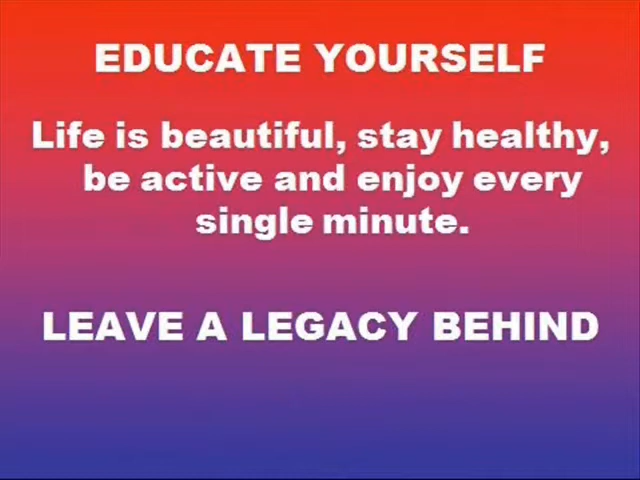 EDUCATE YOURSELF
Life is beautiful, stay healthy,
be active and enjoy every
single minute.
LEAVE A LEGACY BEHIND